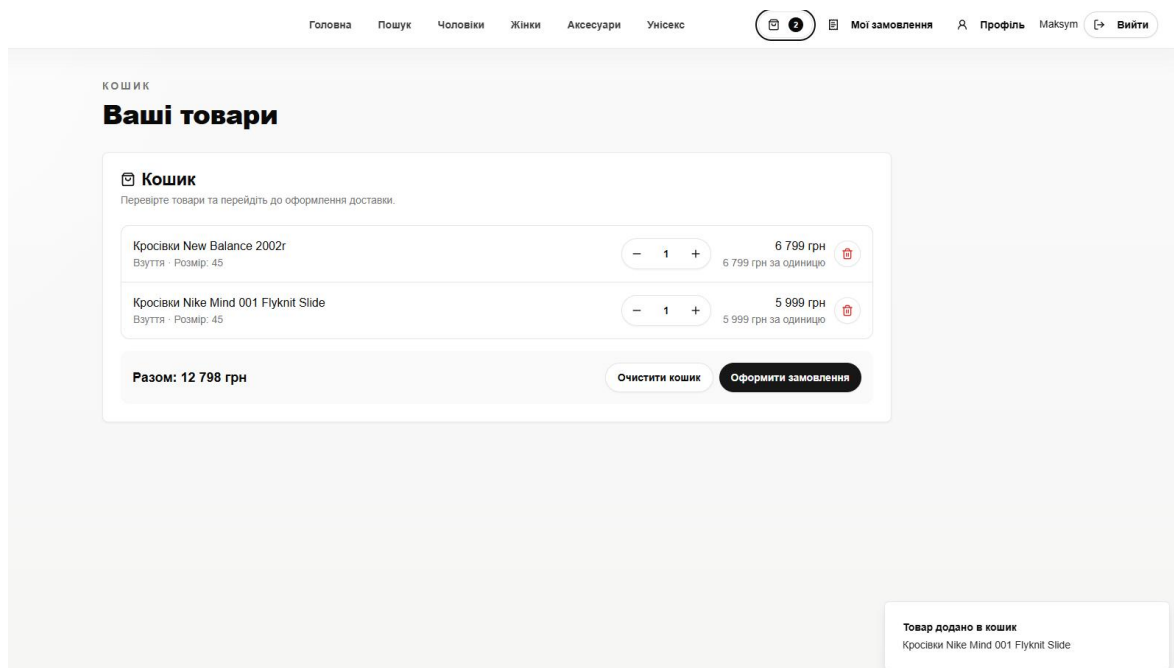 Головна Пошук Чоловіки Жінки Аксесуари Унісекс 2 Мої замовлення Профіль Maksym Вийти
КОШИК
Ваші товари
Кошик
Перевірте товари та перейдіть до оформлення доставки.
Кросівки New Balance 2002r
Взуття · Розмір: 45
− 1 +
6 799 грн
6 799 грн за одиницю
Кросівки Nike Mind 001 Flyknit Slide
Взуття · Розмір: 45
− 1 +
5 999 грн
5 999 грн за одиницю
Разом: 12 798 грн
Очистити кошик
Оформити замовлення
Товар додано в кошик
Кросівки Nike Mind 001 Flyknit Slide